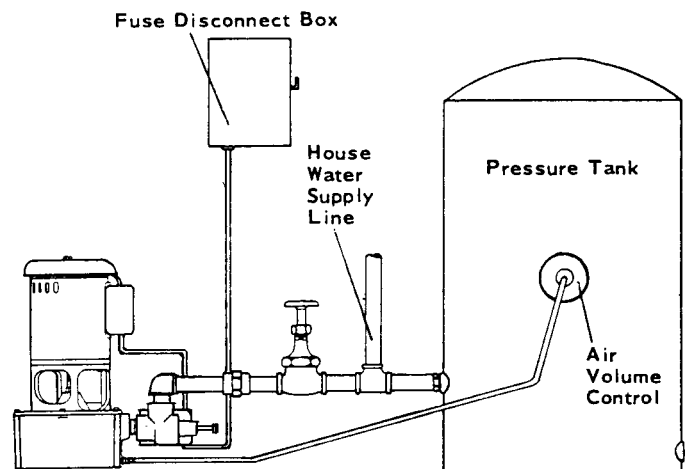 Fuse Disconnect Box
House
Water
Supply
Line
Pressure Tank
Air
Volume
Control